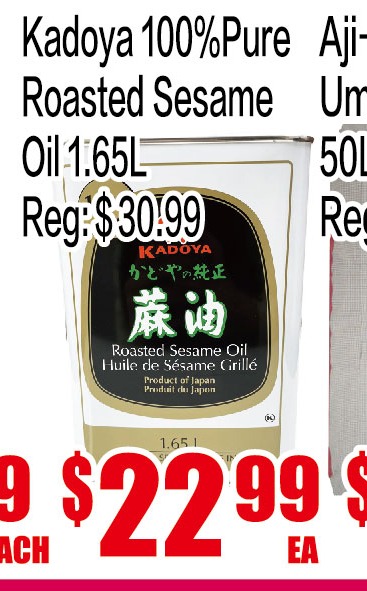 Kadoya 100%Pure
Roasted Sesame
Oil 1.65L
Reg: $30.99
Aji-
Um
50L
Reg
KADOYA
かどやの純正
麻油
Roasted Sesame Oil
Huile de Sésame Grillé
Product of Japan
Produit du Japon
1.65 L
9
ACH
$22.99
EA
$